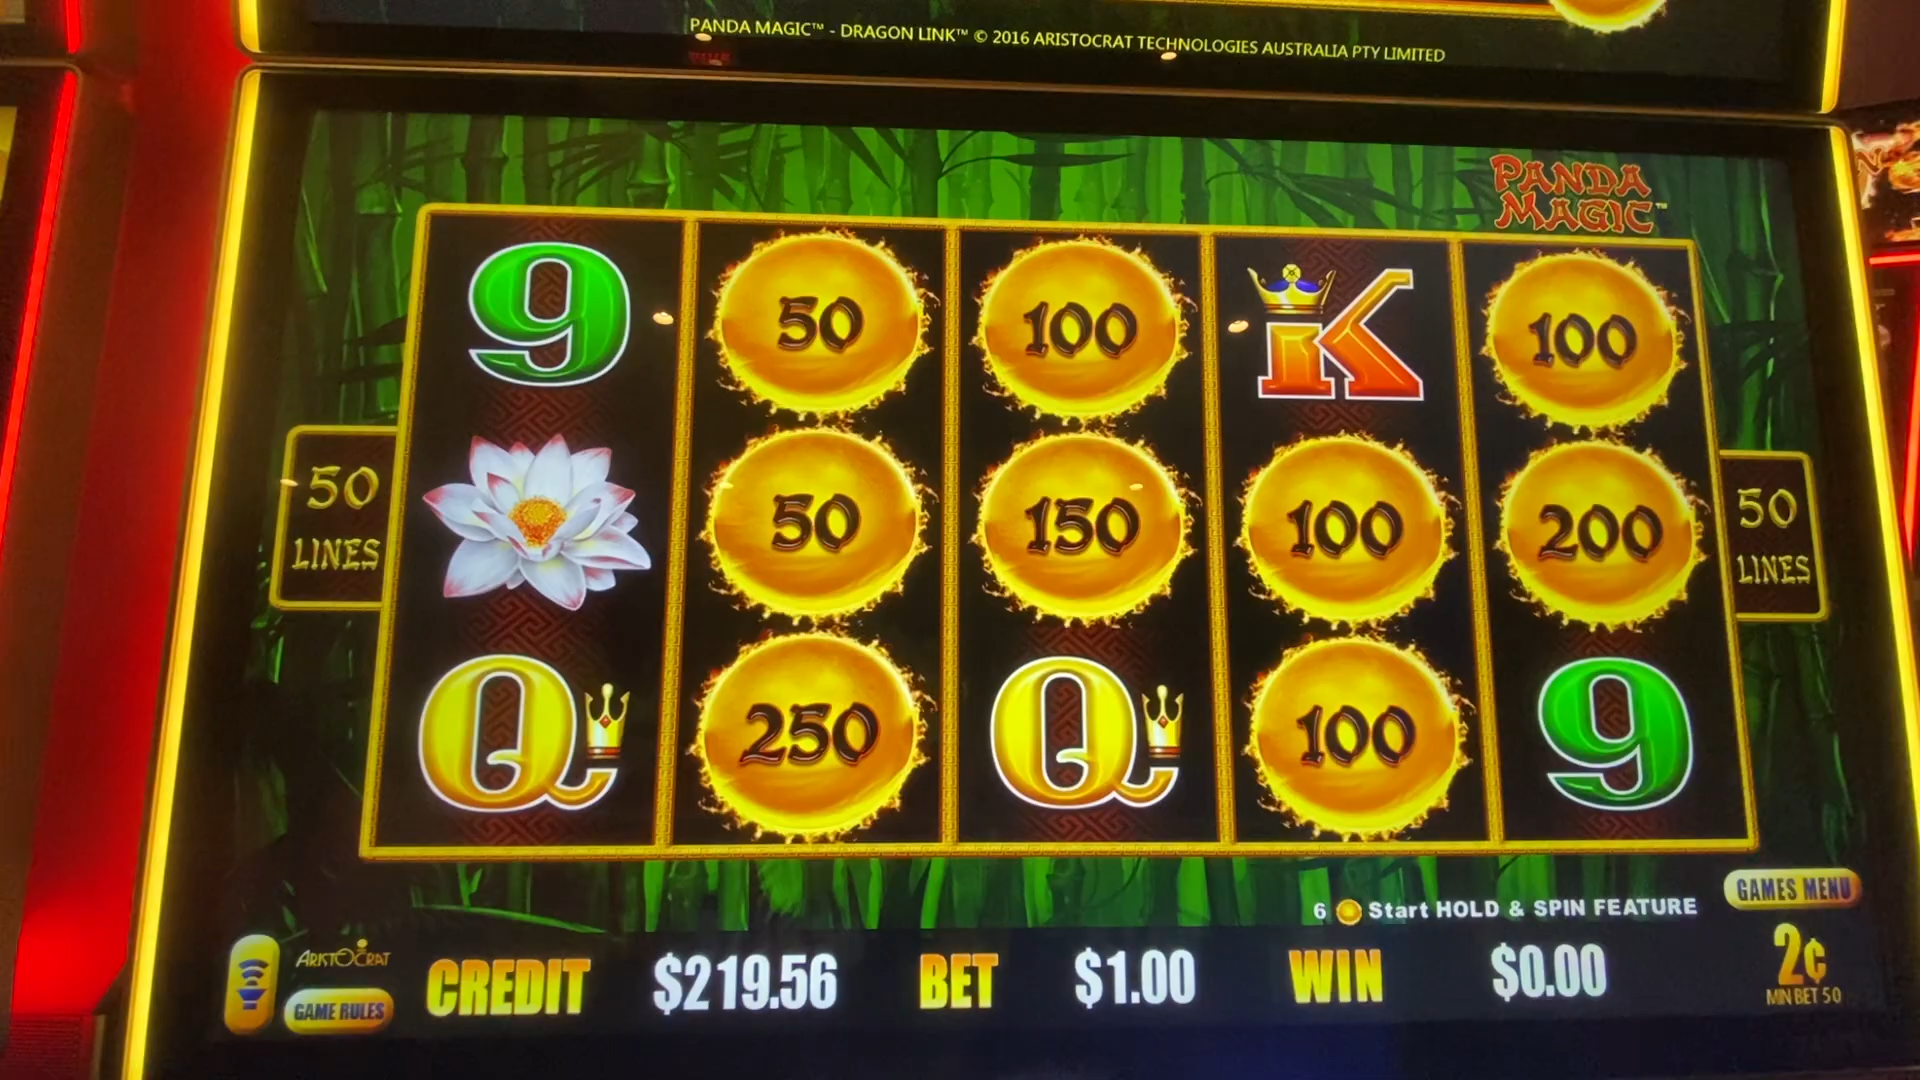 PANDA MAGIC™ - DRAGON LINK™ © 2016 ARISTOCRAT TECHNOLOGIES AUSTRALIA PTY LIMITED
PANDA
MAGIC™
9 50 100 K 100
50 LINES
50 150 100 200
50 LINES
Q 250 Q 100 9
6 Start HOLD & SPIN FEATURE
GAMES MENU
ARISTOCRAT
GAME RULES
CREDIT $219.56 BET $1.00 WIN $0.00
2¢
MIN BET 50